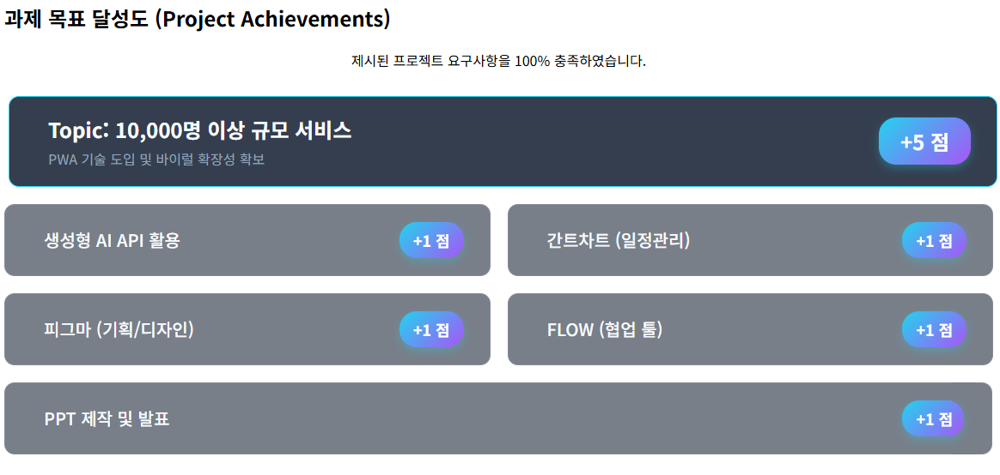 과제 목표 달성도 (Project Achievements)
제시된 프로젝트 요구사항을 100% 충족하였습니다.
Topic: 10,000명 이상 규모 서비스
PWA 기술 도입 및 바이럴 확장성 확보
+5 점
생성형 AI API 활용
+1 점
간트차트 (일정관리)
+1 점
피그마 (기획/디자인)
+1 점
FLOW (협업 툴)
+1 점
PPT 제작 및 발표
+1 점